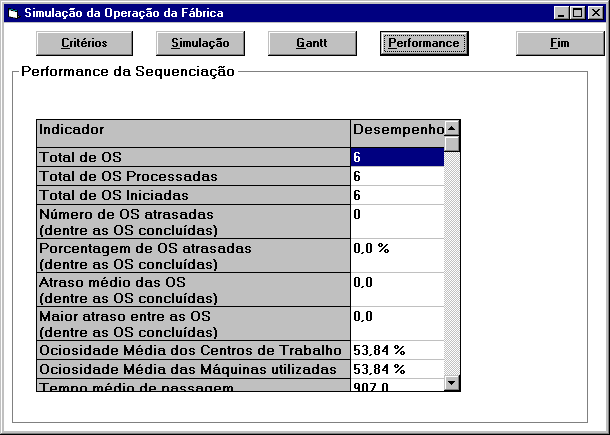 Simulação da Operação da Fábrica
Critérios Simulação Gantt Performance Fim
Performance da Sequenciação
Indicador Desempenho
Total de OS 6
Total de OS Processadas 6
Total de OS Iniciadas 6
Número de OS atrasadas 0
(dentre as OS concluídas)
Porcentagem de OS atrasadas 0,0 %
(dentre as OS concluídas)
Atraso médio das OS 0,0
(dentre as OS concluídas)
Maior atraso entre as OS 0,0
(dentre as OS concluídas)
Ociosidade Média dos Centros de Trabalho 53,84 %
Ociosidade Média das Máquinas utilizadas 53,84 %
Tempo médio de passagem 907,0